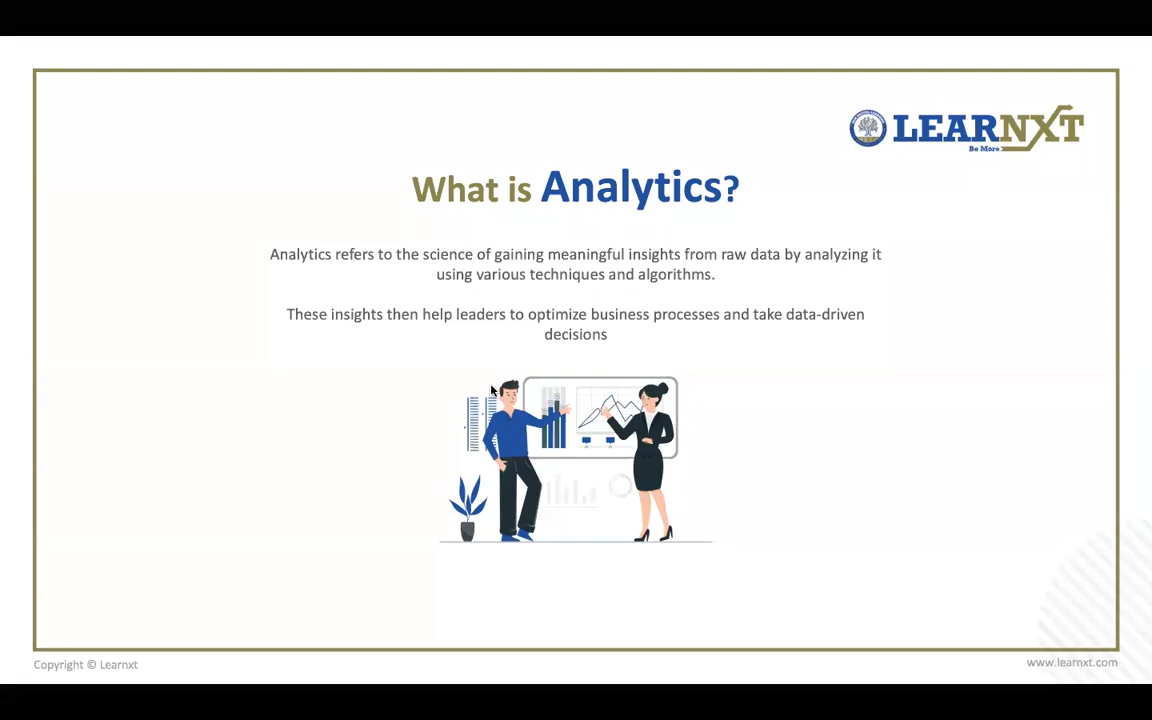 LEARNXT
Be More
What is Analytics?
Analytics refers to the science of gaining meaningful insights from raw data by analyzing it
using various techniques and algorithms.
These insights then help leaders to optimize business processes and take data-driven
decisions
Copyright © Learnxt
www.learnxt.com